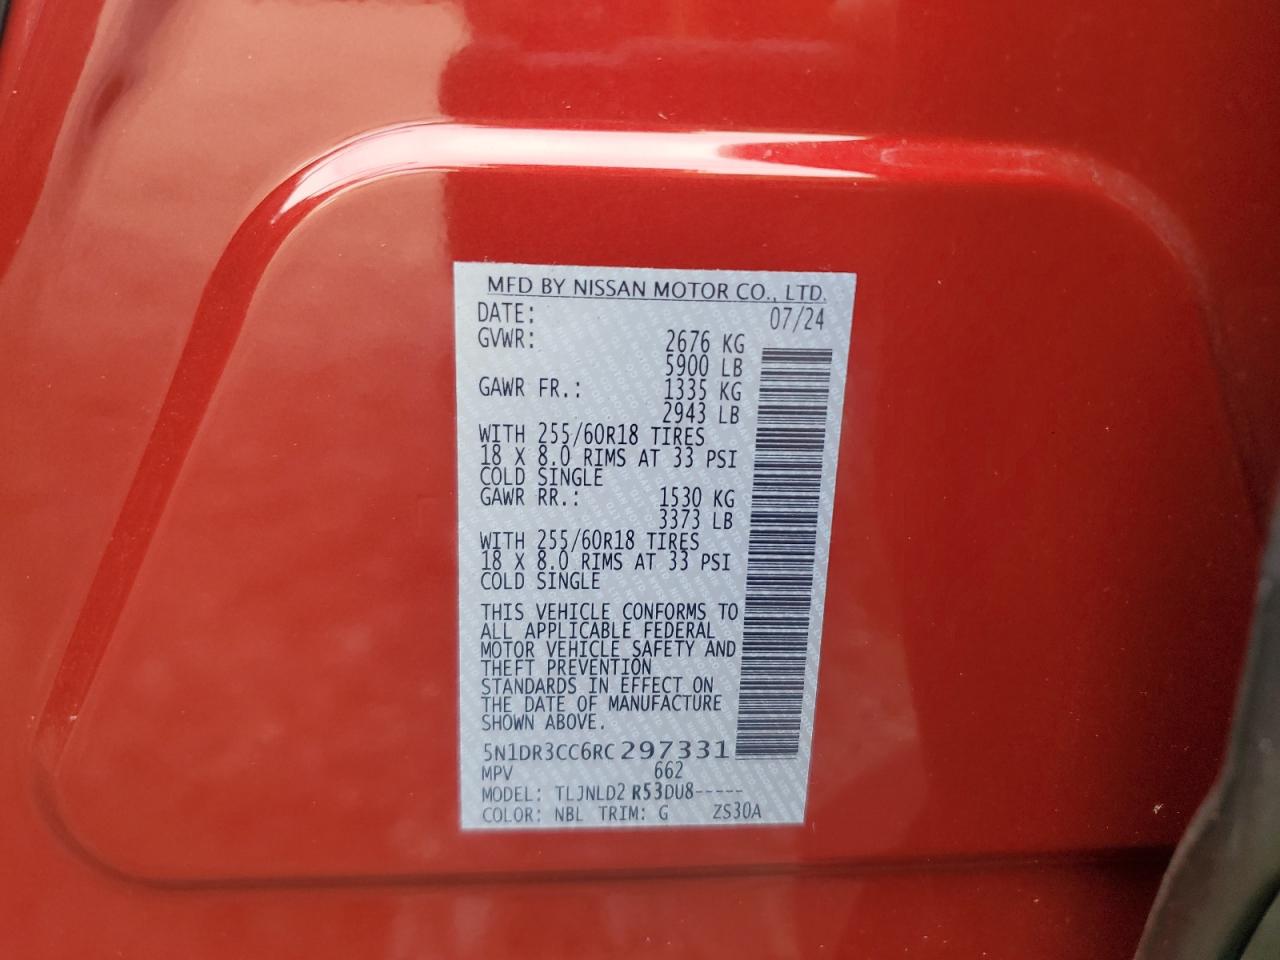 MFD BY NISSAN MOTOR CO., LTD.
DATE: 07/24
GVWR: 2676 KG
5900 LB
GAWR FR.: 1335 KG
2943 LB
WITH 255/60R18 TIRES
18 X 8.0 RIMS AT 33 PSI
COLD SINGLE
GAWR RR.: 1530 KG
3373 LB
WITH 255/60R18 TIRES
18 X 8.0 RIMS AT 33 PSI
COLD SINGLE
THIS VEHICLE CONFORMS TO
ALL APPLICABLE FEDERAL
MOTOR VEHICLE SAFETY AND
THEFT PREVENTION
STANDARDS IN EFFECT ON
THE DATE OF MANUFACTURE
SHOWN ABOVE.
5N1DR3CC6RC297331
MPV 662
MODEL: TLJNLD2 R53DU8-----
COLOR: NBL TRIM: G ZS30A